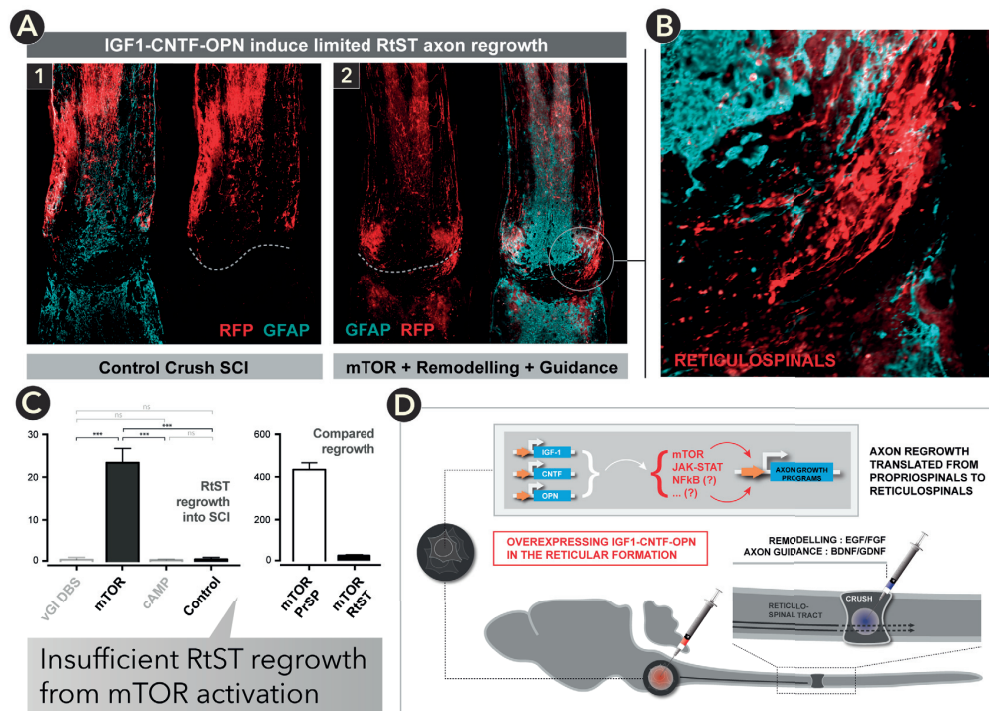 A
IGF1-CNTF-OPN induce limited RtST axon regrowth
1
2
RFP GFAP
GFAP RFP
Control Crush SCI
mTOR + Remodelling + Guidance
B
RETICULOSPINALS
C
ns
ns
***
***
***
ns
30
20
10
0
RtST
regrowth
into SCI
vGI DBS
mTOR
cAMP
Control
600
400
200
0
Compared
regrowth
mTOR
PrSP
mTOR
RtST
Insufficient RtST regrowth
from mTOR activation
D
IGF-1
CNTF
OPN
mTOR
JAK-STAT
NFkB (?)
... (?)
AXON GROWTH
PROGRAMS
AXON REGROWTH
TRANSLATED FROM
PROPRIOSPINALS TO
RETICULOSPINALS
OVEREXPRESSING IGF1-CNTF-OPN
IN THE RETICULAR FORMATION
REMODELLING : EGF/FGF
AXON GUIDANCE : BDNF/GDNF
CRUSH
RETICULO-
SPINAL TRACT